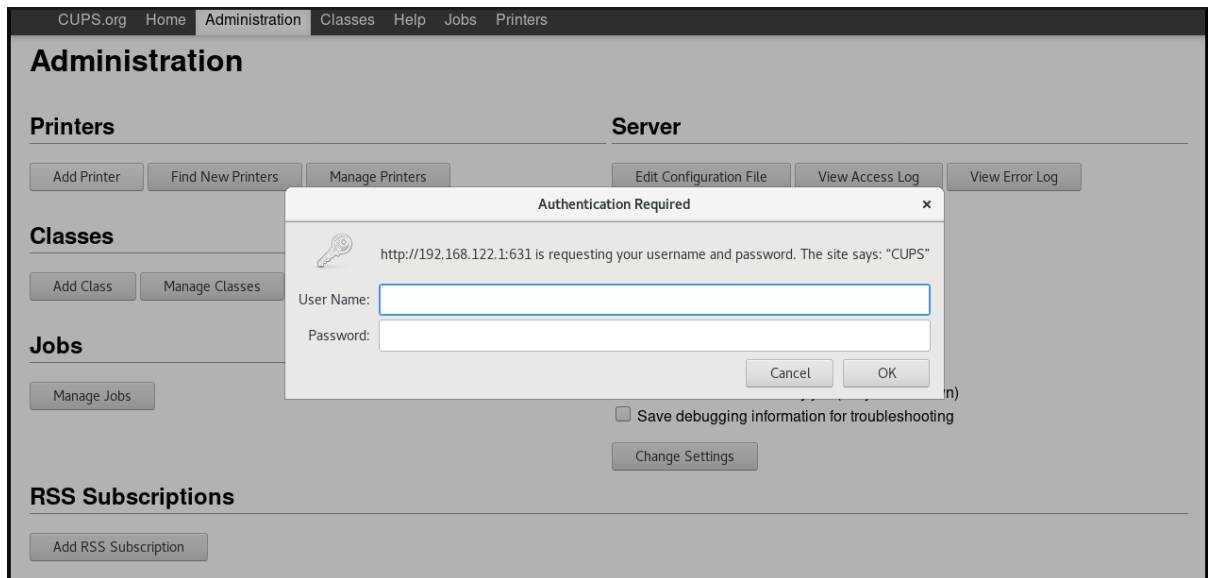 CUPS.org Home Administration Classes Help Jobs Printers
Administration
Printers
Server
Add Printer Find New Printers Manage Printers
Edit Configuration File View Access Log View Error Log
Authentication Required ×
Classes
http://192.168.122.1:631 is requesting your username and password. The site says: “CUPS”
Add Class Manage Classes
User Name:
Password:
Jobs
Cancel OK
Manage Jobs
Save debugging information for troubleshooting
Change Settings
RSS Subscriptions
Add RSS Subscription